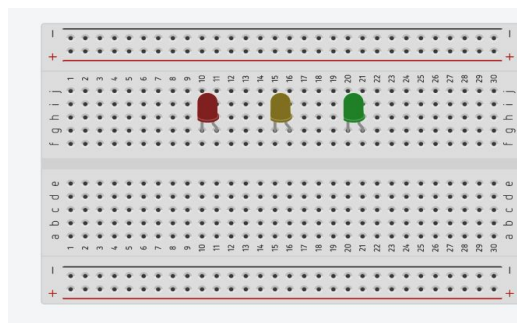 − −
+ +
1 2 3 4 5 6 7 8 9 10 11 12 13 14 15 16 17 18 19 20 21 22 23 24 25 26 27 28 29 30
j j
i i
h h
g g
f f
e e
d d
c c
b b
a a
1 2 3 4 5 6 7 8 9 10 11 12 13 14 15 16 17 18 19 20 21 22 23 24 25 26 27 28 29 30
− −
+ +